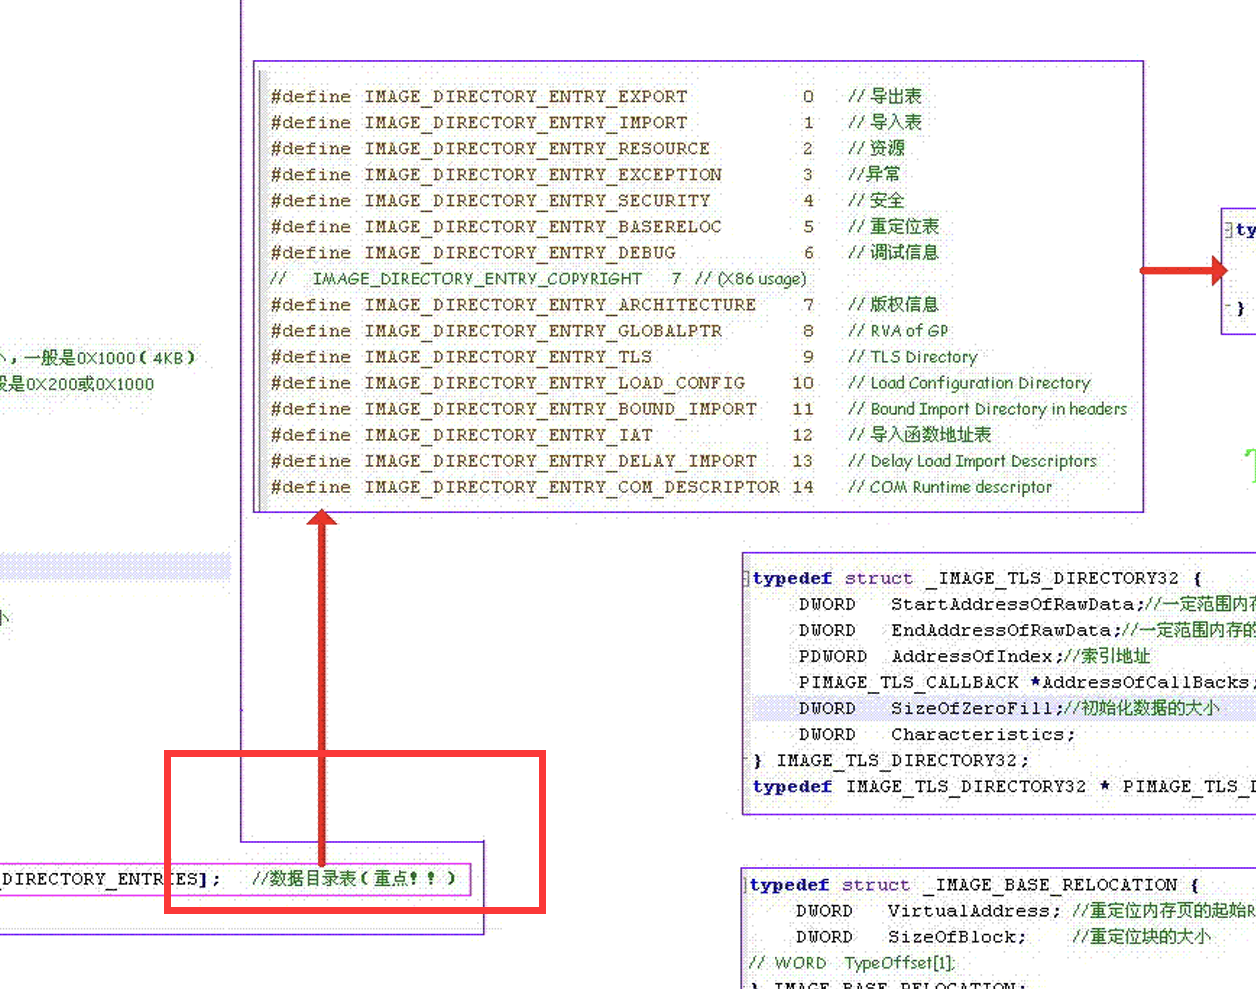 #define IMAGE_DIRECTORY_ENTRY_EXPORT 0 // 导出表
#define IMAGE_DIRECTORY_ENTRY_IMPORT 1 // 导入表
#define IMAGE_DIRECTORY_ENTRY_RESOURCE 2 // 资源
#define IMAGE_DIRECTORY_ENTRY_EXCEPTION 3 //异常
#define IMAGE_DIRECTORY_ENTRY_SECURITY 4 // 安全
#define IMAGE_DIRECTORY_ENTRY_BASERELOC 5 // 重定位表
#define IMAGE_DIRECTORY_ENTRY_DEBUG 6 // 调试信息
// IMAGE_DIRECTORY_ENTRY_COPYRIGHT 7 // (X86 usage)
#define IMAGE_DIRECTORY_ENTRY_ARCHITECTURE 7 // 版权信息
#define IMAGE_DIRECTORY_ENTRY_GLOBALPTR 8 // RVA of GP
#define IMAGE_DIRECTORY_ENTRY_TLS 9 // TLS Directory
#define IMAGE_DIRECTORY_ENTRY_LOAD_CONFIG 10 // Load Configuration Directory
#define IMAGE_DIRECTORY_ENTRY_BOUND_IMPORT 11 // Bound Import Directory in headers
#define IMAGE_DIRECTORY_ENTRY_IAT 12 // 导入函数地址表
#define IMAGE_DIRECTORY_ENTRY_DELAY_IMPORT 13 // Delay Load Import Descriptors
#define IMAGE_DIRECTORY_ENTRY_COM_DESCRIPTOR 14 // COM Runtime descriptor
ty
}
，一般是0X1000（4KB）
是0X200或0X1000
typedef struct _IMAGE_TLS_DIRECTORY32 {
DWORD StartAddressOfRawData;//一定范围内存
DWORD EndAddressOfRawData;//一定范围内存的
PDWORD AddressOfIndex;//索引地址
PIMAGE_TLS_CALLBACK *AddressOfCallBacks;
DWORD SizeOfZeroFill;//初始化数据的大小
DWORD Characteristics;
} IMAGE_TLS_DIRECTORY32;
typedef IMAGE_TLS_DIRECTORY32 * PIMAGE_TLS_D
_DIRECTORY_ENTRIES]; //数据目录表（重点！！）
typedef struct _IMAGE_BASE_RELOCATION {
DWORD VirtualAddress; //重定位内存页的起始R
DWORD SizeOfBlock; //重定位块的大小
// WORD TypeOffset[1];
} IMAGE_BASE_RELOCATION;